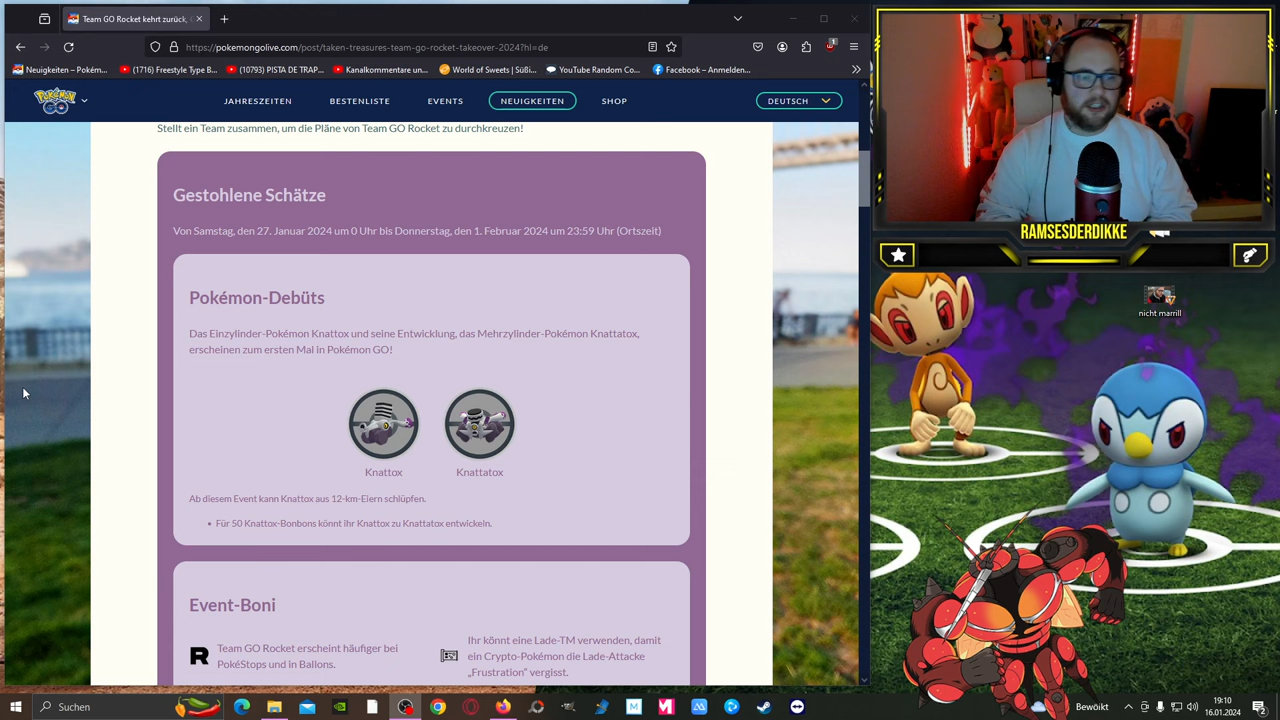 Team GO Rocket kehrt zurück,
https://pokemongolive.com/post/taken-treasures-team-go-rocket-takeover-2024?hl=de
Neuigkeiten – Pokém...
(1716) Freestyle Type B...
(10793) PISTA DE TRAP...
Kanalkommentare un...
World of Sweets | Süßi...
YouTube Random Co...
Facebook – Anmelden...
JAHRESZEITEN
BESTENLISTE
EVENTS
NEUIGKEITEN
SHOP
DEUTSCH
Stellt ein Team zusammen, um die Pläne von Team GO Rocket zu durchkreuzen!
Gestohlene Schätze
Von Samstag, den 27. Januar 2024 um 0 Uhr bis Donnerstag, den 1. Februar 2024 um 23:59 Uhr (Ortszeit)
Pokémon-Debüts
Das Einzylinder-Pokémon Knattox und seine Entwicklung, das Mehrzylinder-Pokémon Knattatox,
erscheinen zum ersten Mal in Pokémon GO!
Knattox
Knattatox
Ab diesem Event kann Knattox aus 12-km-Eiern schlüpfen.
• Für 50 Knattox-Bonbons könnt ihr Knattox zu Knattatox entwickeln.
Event-Boni
Team GO Rocket erscheint häufiger bei
PokéStops und in Ballons.
Ihr könnt eine Lade-TM verwenden, damit
ein Crypto-Pokémon die Lade-Attacke
„Frustration“ vergisst.
RAMSESDERDIKKE
nicht marrill
Suchen
Bewölkt
19:10
16.01.2024
2